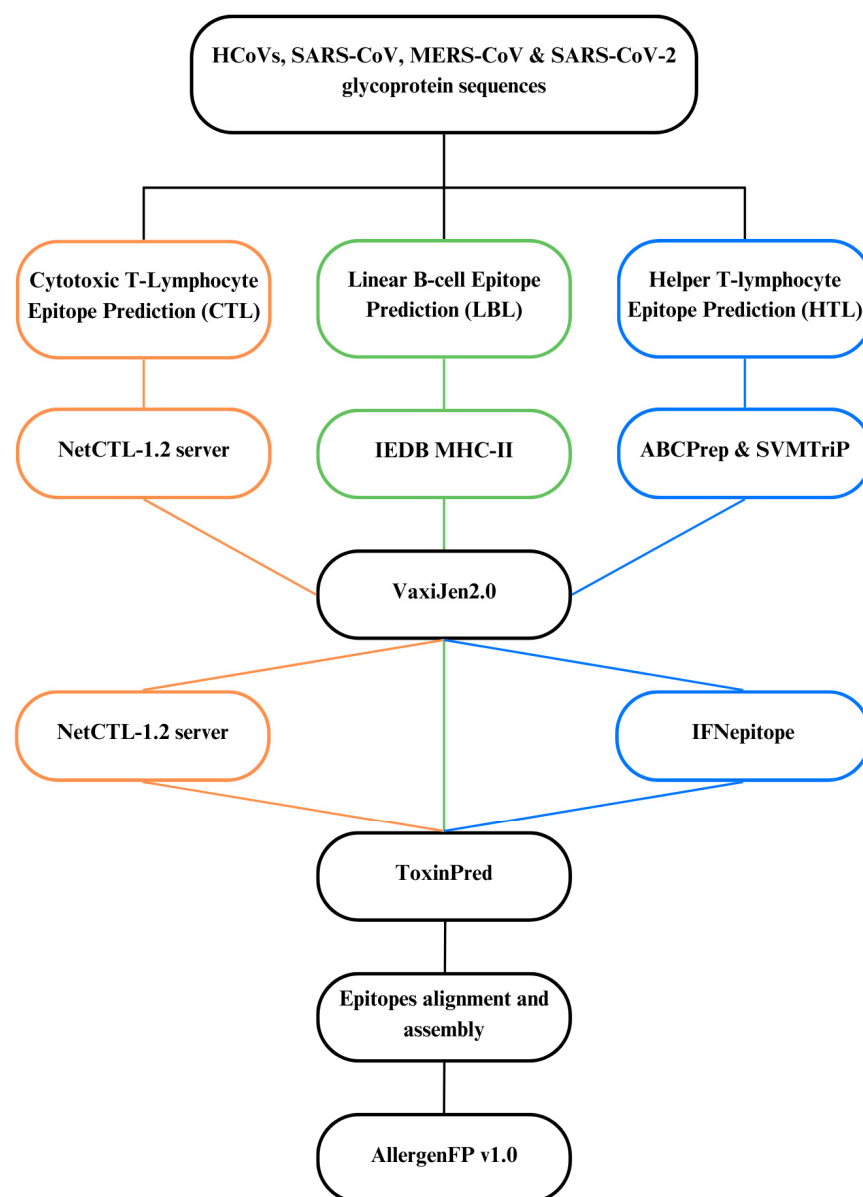 HCoVs, SARS-CoV, MERS-CoV & SARS-CoV-2
glycoprotein sequences
Cytotoxic T-Lymphocyte
Epitope Prediction (CTL)
Linear B-cell Epitope
Prediction (LBL)
Helper T-lymphocyte
Epitope Prediction (HTL)
NetCTL-1.2 server
IEDB MHC-II
ABCPrep & SVMTriP
VaxiJen2.0
NetCTL-1.2 server
IFNepitope
ToxinPred
Epitopes alignment and
assembly
AllergenFP v1.0